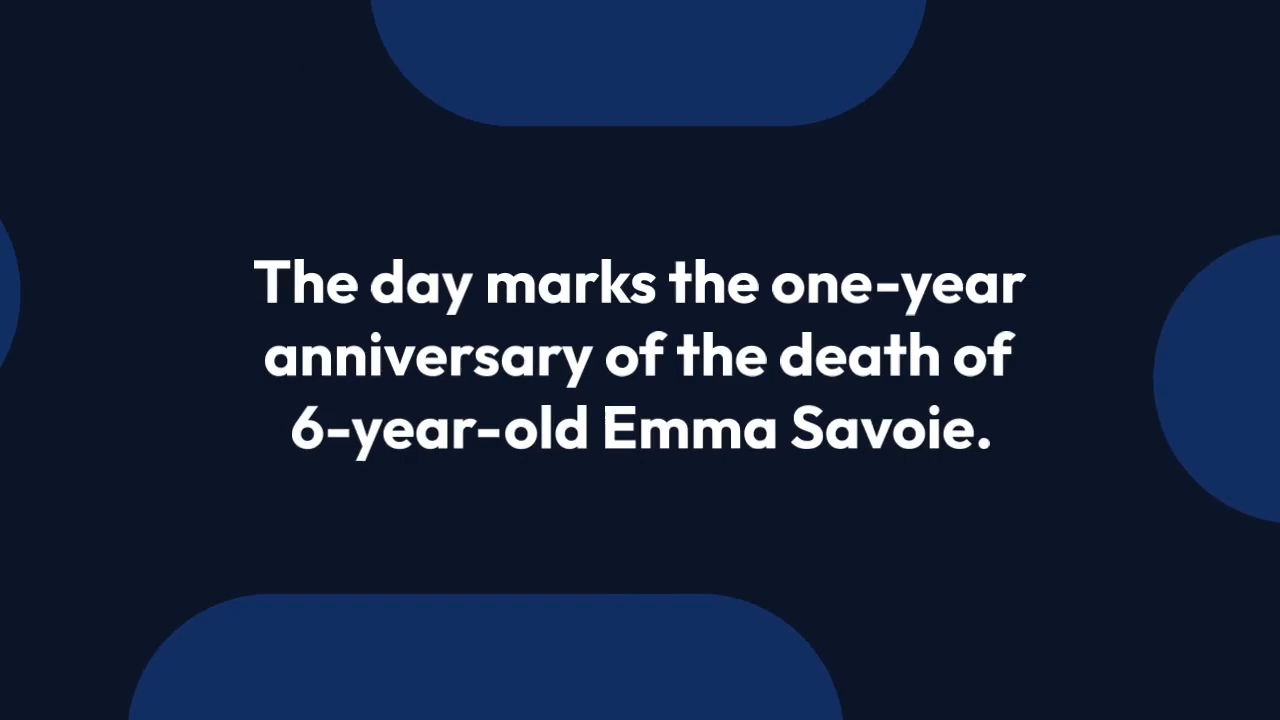 The day marks the one-year
anniversary of the death of
6-year-old Emma Savoie.